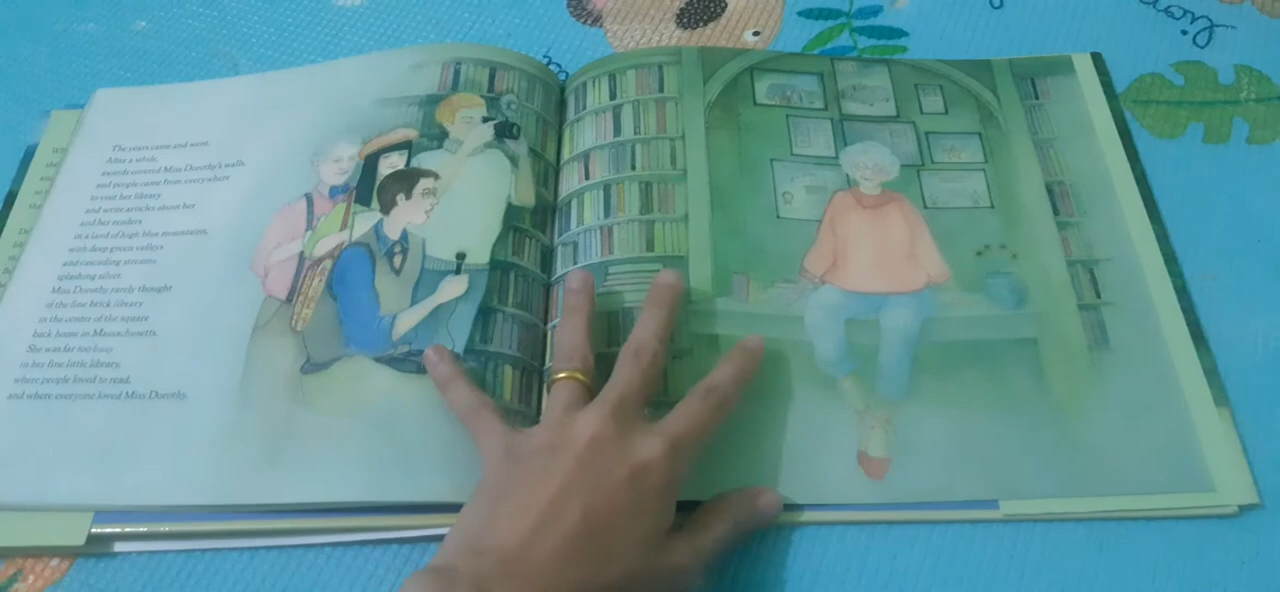 The years came and went.
After a while,
awards covered Miss Dorothy's walls,
and people came from everywhere
to visit her library
and write articles about her
and her readers
in a land of high blue mountains,
with deep green valleys
and cascading streams
splashing silver.
Miss Dorothy rarely thought
of the fine brick library
in the center of the square
back home in Massachusetts.
She was far too busy
in her fine little library,
where people loved to read,
and where everyone loved Miss Dorothy.
lion